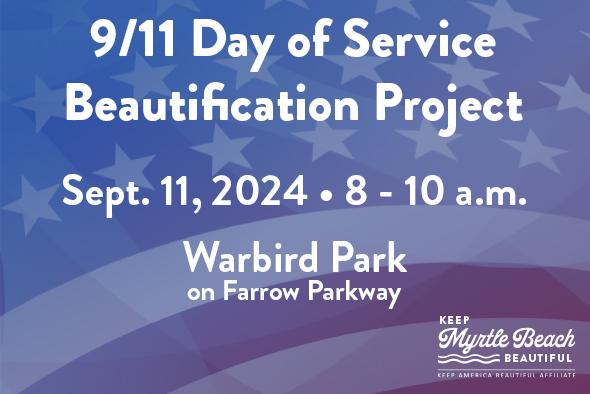 9/11 Day of Service
Beautification Project
Sept. 11, 2024 • 8 - 10 a.m.
Warbird Park
on Farrow Parkway
KEEP
Myrtle Beach
BEAUTIFUL
KEEP AMERICA BEAUTIFUL AFFILIATE